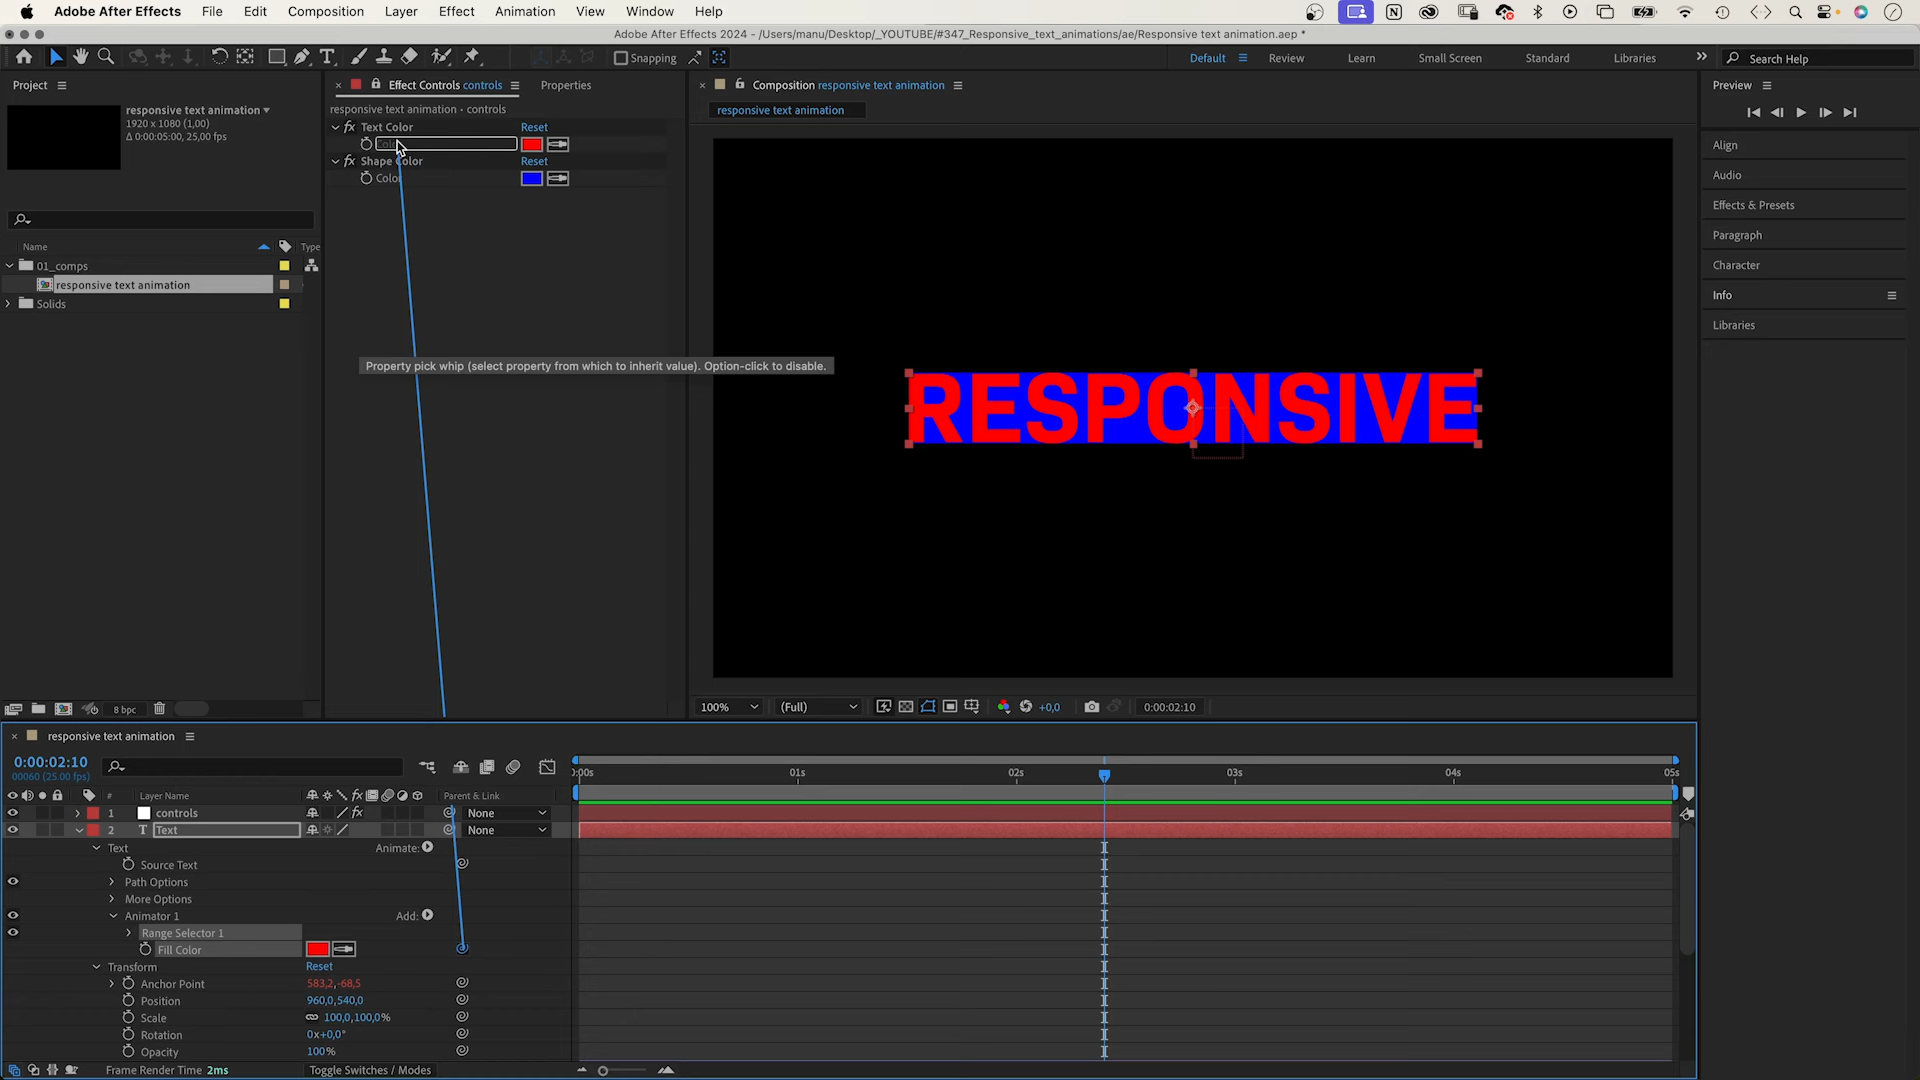 Adobe After Effects File Edit Composition Layer Effect Animation View Window Help
Adobe After Effects 2024 - /Users/manu/Desktop/_YOUTUBE/#347_Responsive_text_animations/ae/Responsive text animation.aep *
Snapping
Default Review Learn Small Screen Standard Libraries
Search Help
Project
Effect Controls controls
Properties
Composition responsive text animation
Preview
responsive text animation
1920 x 1080 (1,00)
Δ 0:00:05:00, 25,00 fps
responsive text animation • controls
fx Text Color Reset
fx Shape Color Reset
Color
responsive text animation
Align
Audio
Effects & Presets
Paragraph
Character
Info
Libraries
Name Type
01_comps
responsive text animation
Solids
Property pick whip (select property from which to inherit value). Option-click to disable.
RESPONSIVE
8 bpc
100% (Full) +0,0 0:00:02:10
responsive text animation
0:00:02:10
00060 (25.00 fps)
# Layer Name fx Parent & Link
1 controls fx None
2 T Text None
Text Animate:
Source Text
Path Options
More Options
Animator 1 Add:
Range Selector 1
Fill Color
Transform Reset
Anchor Point 583,2,-68,5
Position 960,0,540,0
Scale 100,0,100,0%
Rotation 0x+0,0°
Opacity 100%
:00s 01s 02s 03s 04s 05s
Frame Render Time 2ms Toggle Switches / Modes